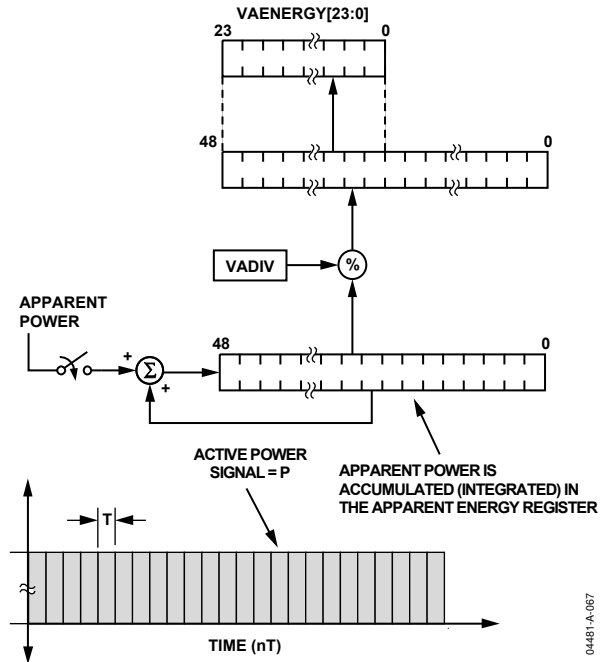 VAENERGY[23:0]
23 0
48 0
VADIV
%
APPARENT
POWER
48 0
+
Σ
+
ACTIVE POWER
SIGNAL = P
APPARENT POWER IS
ACCUMULATED (INTEGRATED) IN
THE APPARENT ENERGY REGISTER
T
TIME (nT)
04481-A-067